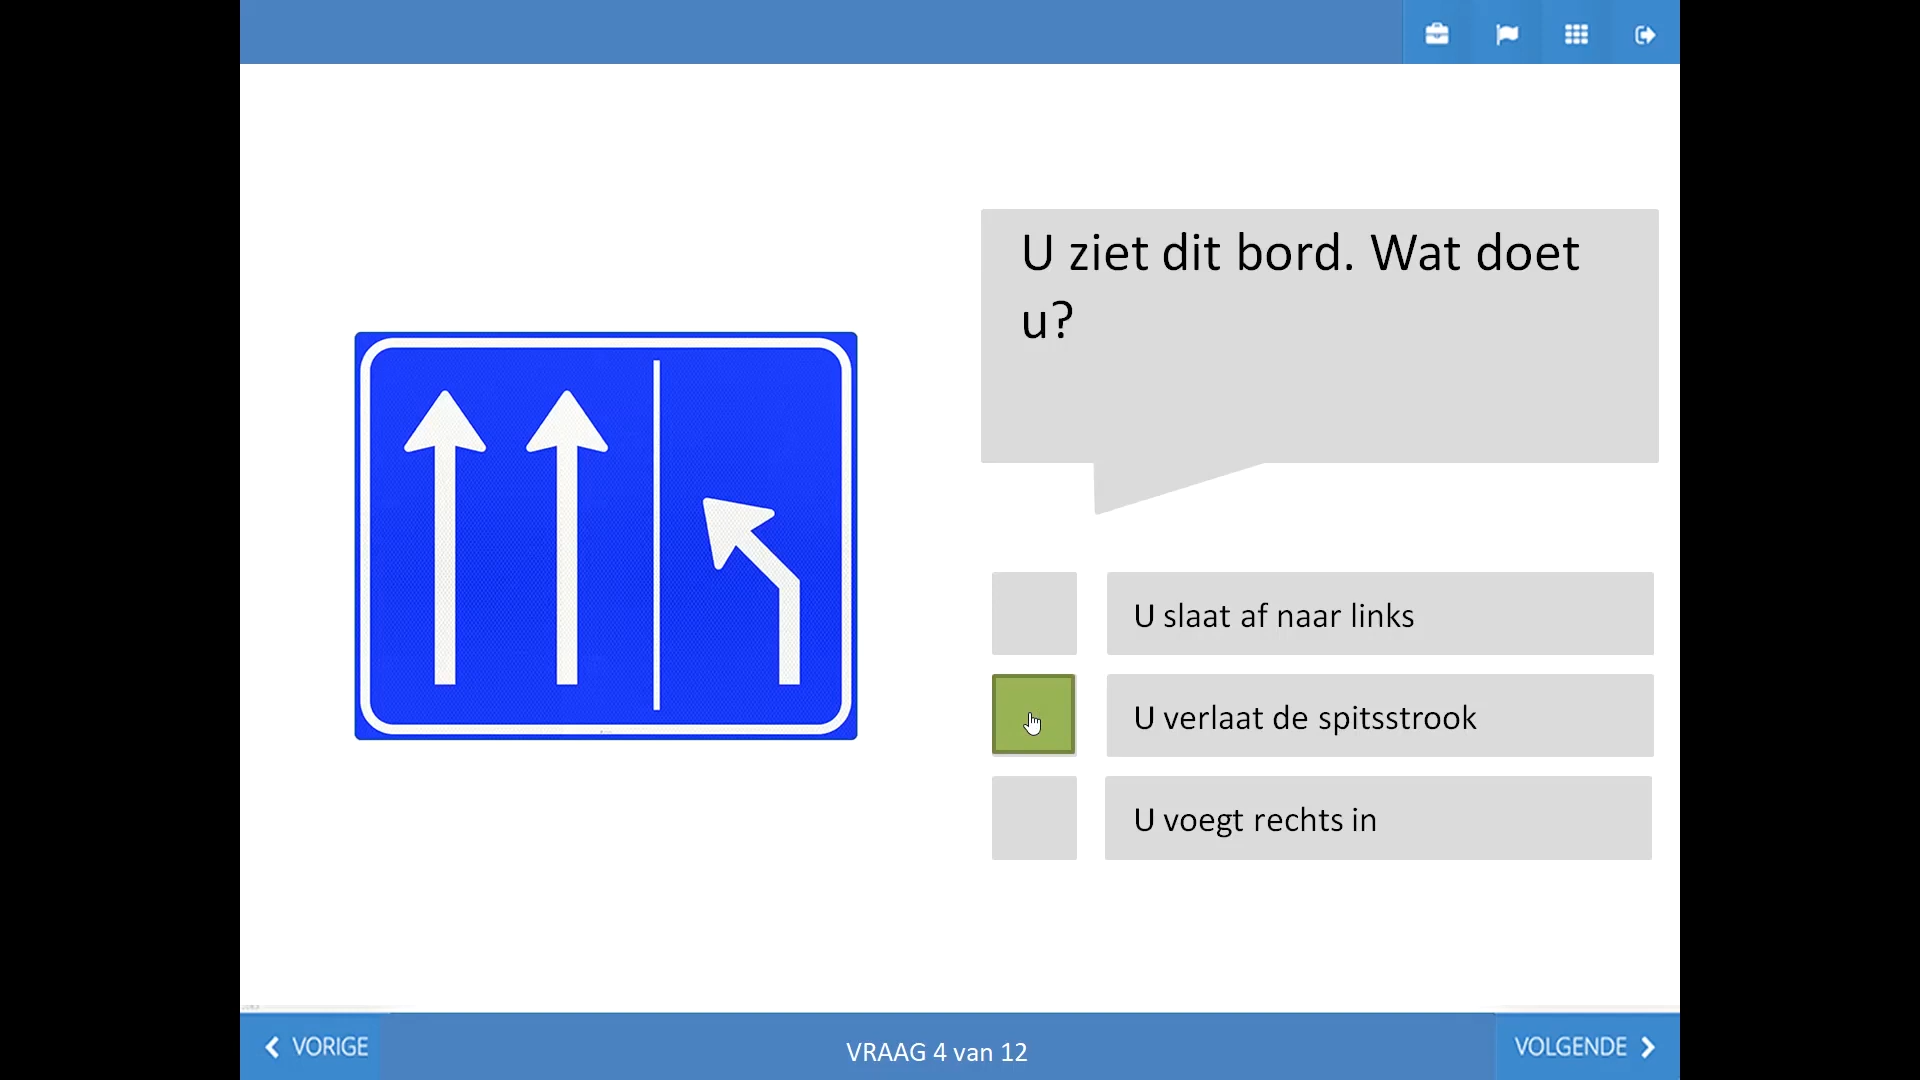 U ziet dit bord. Wat doet
u?
U slaat af naar links
U verlaat de spitsstrook
U voegt rechts in
VORIGE
VRAAG 4 van 12
VOLGENDE